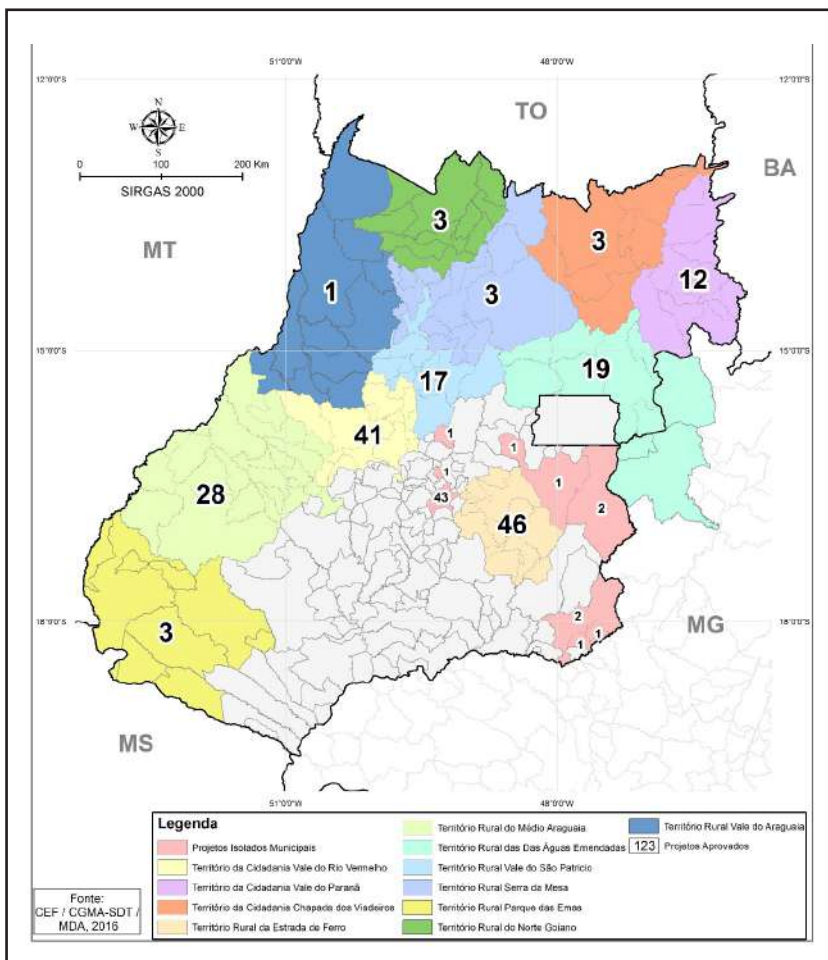 51°0'0"W
48°0'0"W
12°0'0"S
12°0'0"S
N
W
E
S
TO
0 100 200 Km
SIRGAS 2000
BA
MT
3
3
12
1
3
15°0'0"S
15°0'0"S
17
19
41
1
1
1
1
28
43
2
46
3
2
1
1
18°0'0"S
18°0'0"S
MG
MS
51°0'0"W
48°0'0"W
Legenda
Projetos Isolados Municipais
Território da Cidadania Vale do Rio Vermelho
Território da Cidadania Vale do Paranã
Território da Cidadania Chapada dos Viadeiros
Território Rural da Estrada de Ferro
Território Rural do Médio Araguaia
Território Rural das Das Águas Emendadas
Território Rural Vale do São Patricio
Território Rural Serra da Mesa
Território Rural Parque das Emas
Território Rural do Norte Goiano
Território Rural Vale do Araguaia
123 Projetos Aprovados
Fonte:
CEF / CGMA-SDT /
MDA, 2016